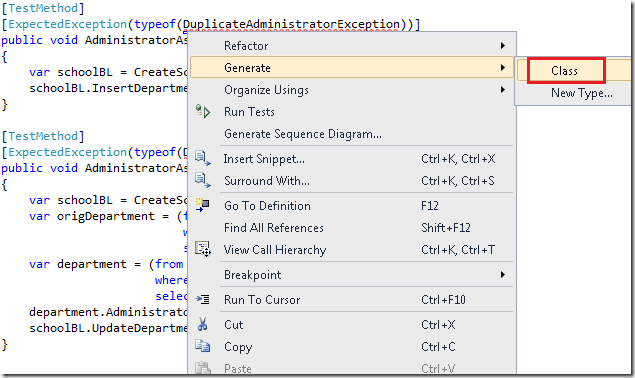 [TestMethod]
[ExpectedException(typeof(DuplicateAdministratorException))]
public void AdministratorAs
{
var schoolBL = CreateSc
schoolBL.InsertDepartme
}
[TestMethod]
[ExpectedException(typeof(D
public void AdministratorAs
{
var schoolBL = CreateSc
var origDepartment = (f
w
s
var department = (from
where
selec
department.Administra
schoolBL.UpdateDepartme
}
Refactor
Generate
Organize Usings
Run Tests
Generate Sequence Diagram...
Insert Snippet... Ctrl+K, Ctrl+X
Surround With... Ctrl+K, Ctrl+S
Go To Definition F12
Find All References Shift+F12
View Call Hierarchy Ctrl+K, Ctrl+T
Breakpoint
Run To Cursor Ctrl+F10
Cut Ctrl+X
Copy Ctrl+C
Paste Ctrl+V
Class
New Type...